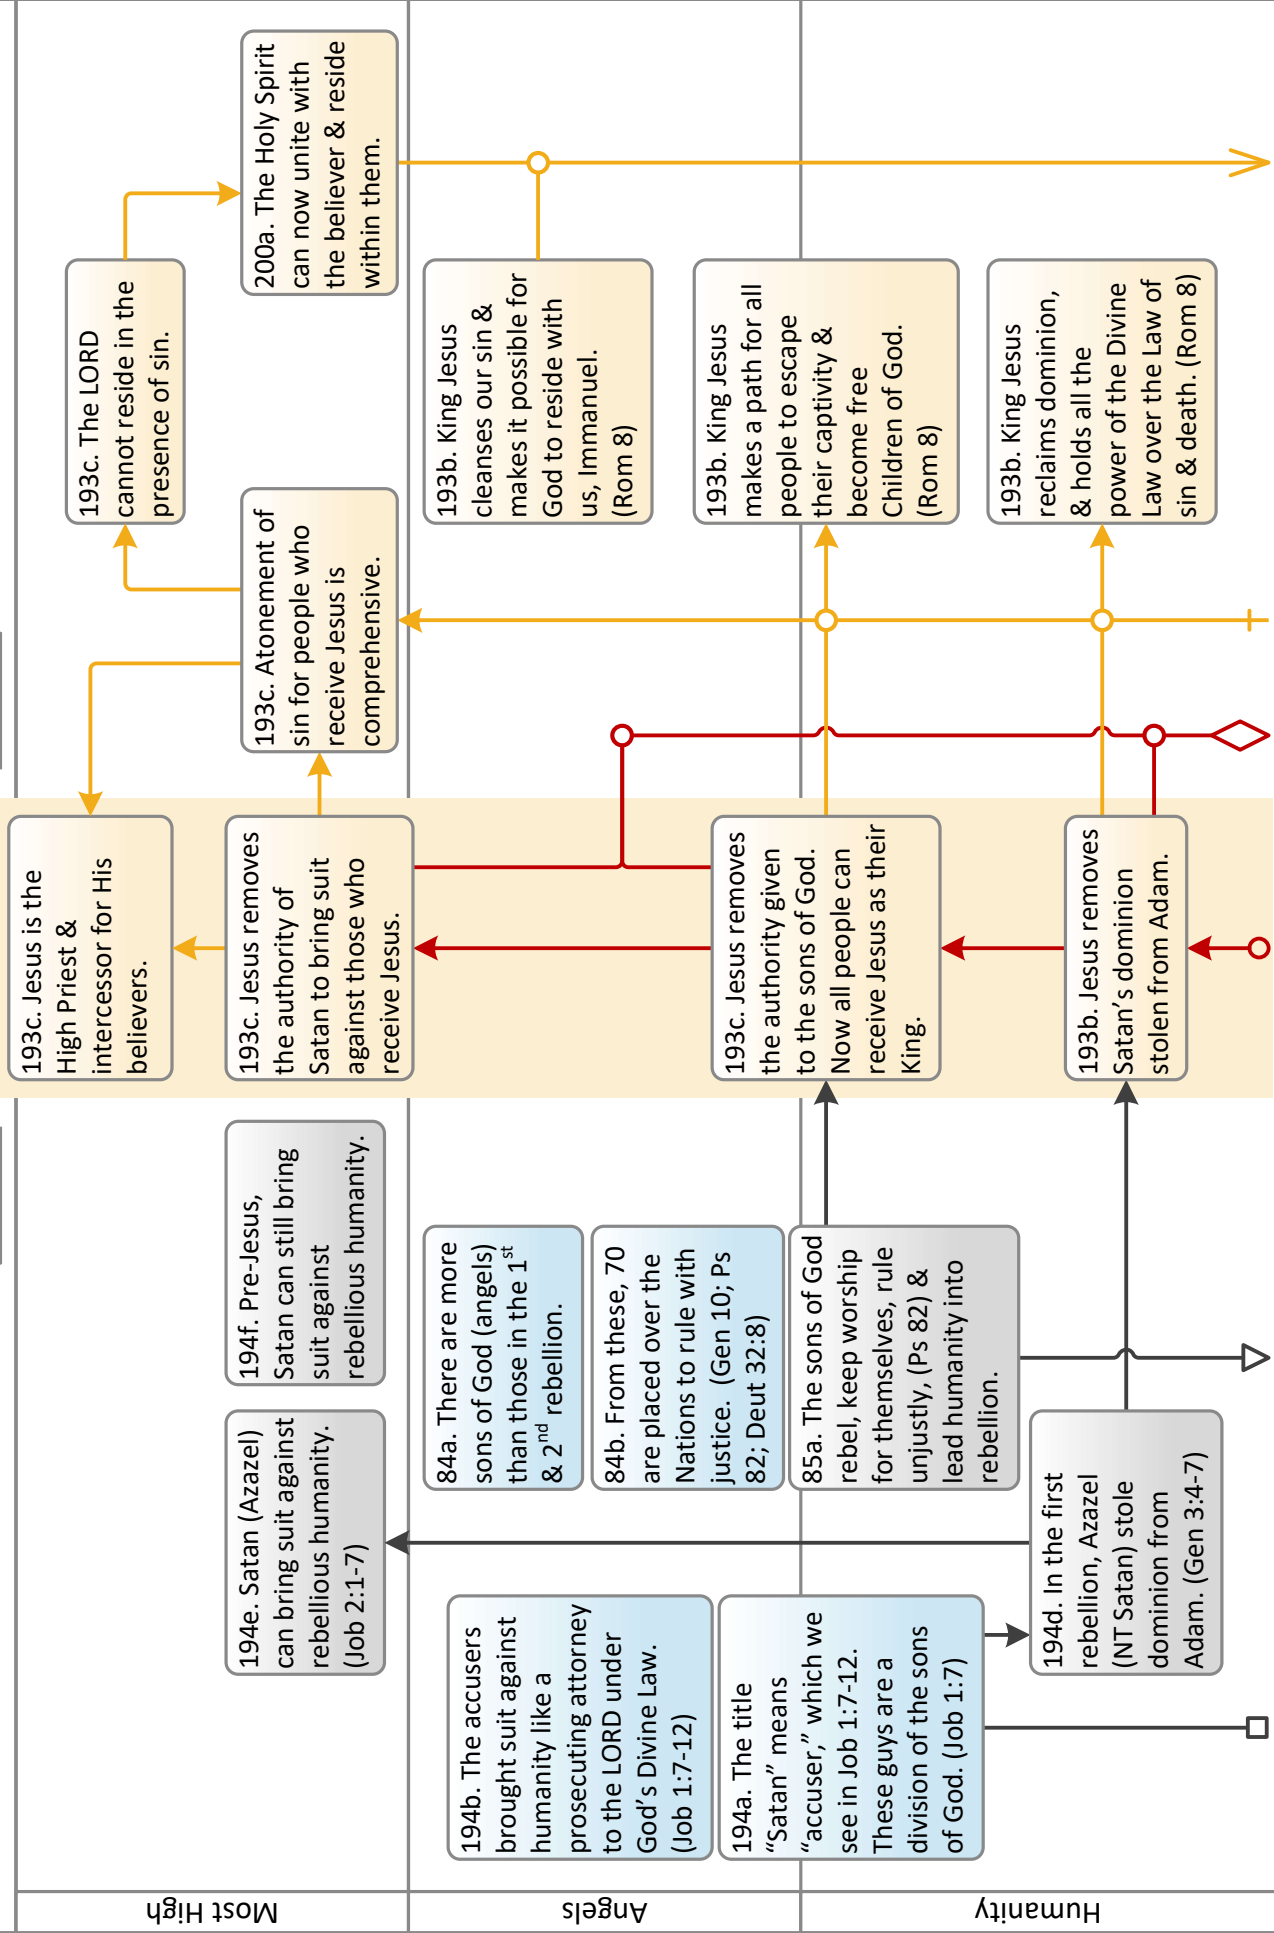 Most High
Angels
Humanity
194e. Satan (Azazel)
can bring suit against
rebellious humanity.
(Job 2:1-7)
194f. Pre-Jesus,
Satan can still bring
suit against
rebellious humanity.
193c. Jesus is the
High Priest &
intercessor for His
believers.
193c. Jesus removes
the authority of
Satan to bring suit
against those who
receive Jesus.
193c. Atonement of
sin for people who
receive Jesus is
comprehensive.
193c. The LORD
cannot reside in the
presence of sin.
200a. The Holy Spirit
can now unite with
the believer & reside
within them.
194b. The accusers
brought suit against
humanity like a
prosecuting attorney
to the LORD under
God's Divine Law.
(Job 1:7-12)
84a. There are more
sons of God (angels)
than those in the 1st
& 2nd rebellion.
84b. From these, 70
are placed over the
Nations to rule with
justice. (Gen 10; Ps
82; Deut 32:8)
193b. King Jesus
cleanses our sin &
makes it possible for
God to reside with
us, Immanuel.
(Rom 8)
194a. The title
“Satan” means
“accuser,” which we
see in Job 1:7-12.
These guys are a
division of the sons
of God. (Job 1:7)
85a. The sons of God
rebel, keep worship
for themselves, rule
unjustly, (Ps 82) &
lead humanity into
rebellion.
193c. Jesus removes
the authority given
to the sons of God.
Now all people can
receive Jesus as their
King.
193b. King Jesus
makes a path for all
people to escape
their captivity &
become free
Children of God.
(Rom 8)
194d. In the first
rebellion, Azazel
(NT Satan) stole
dominion from
Adam. (Gen 3:4-7)
193b. Jesus removes
Satan's dominion
stolen from Adam.
193b. King Jesus
reclaims dominion,
& holds all the
power of the Divine
Law over the Law of
sin & death. (Rom 8)